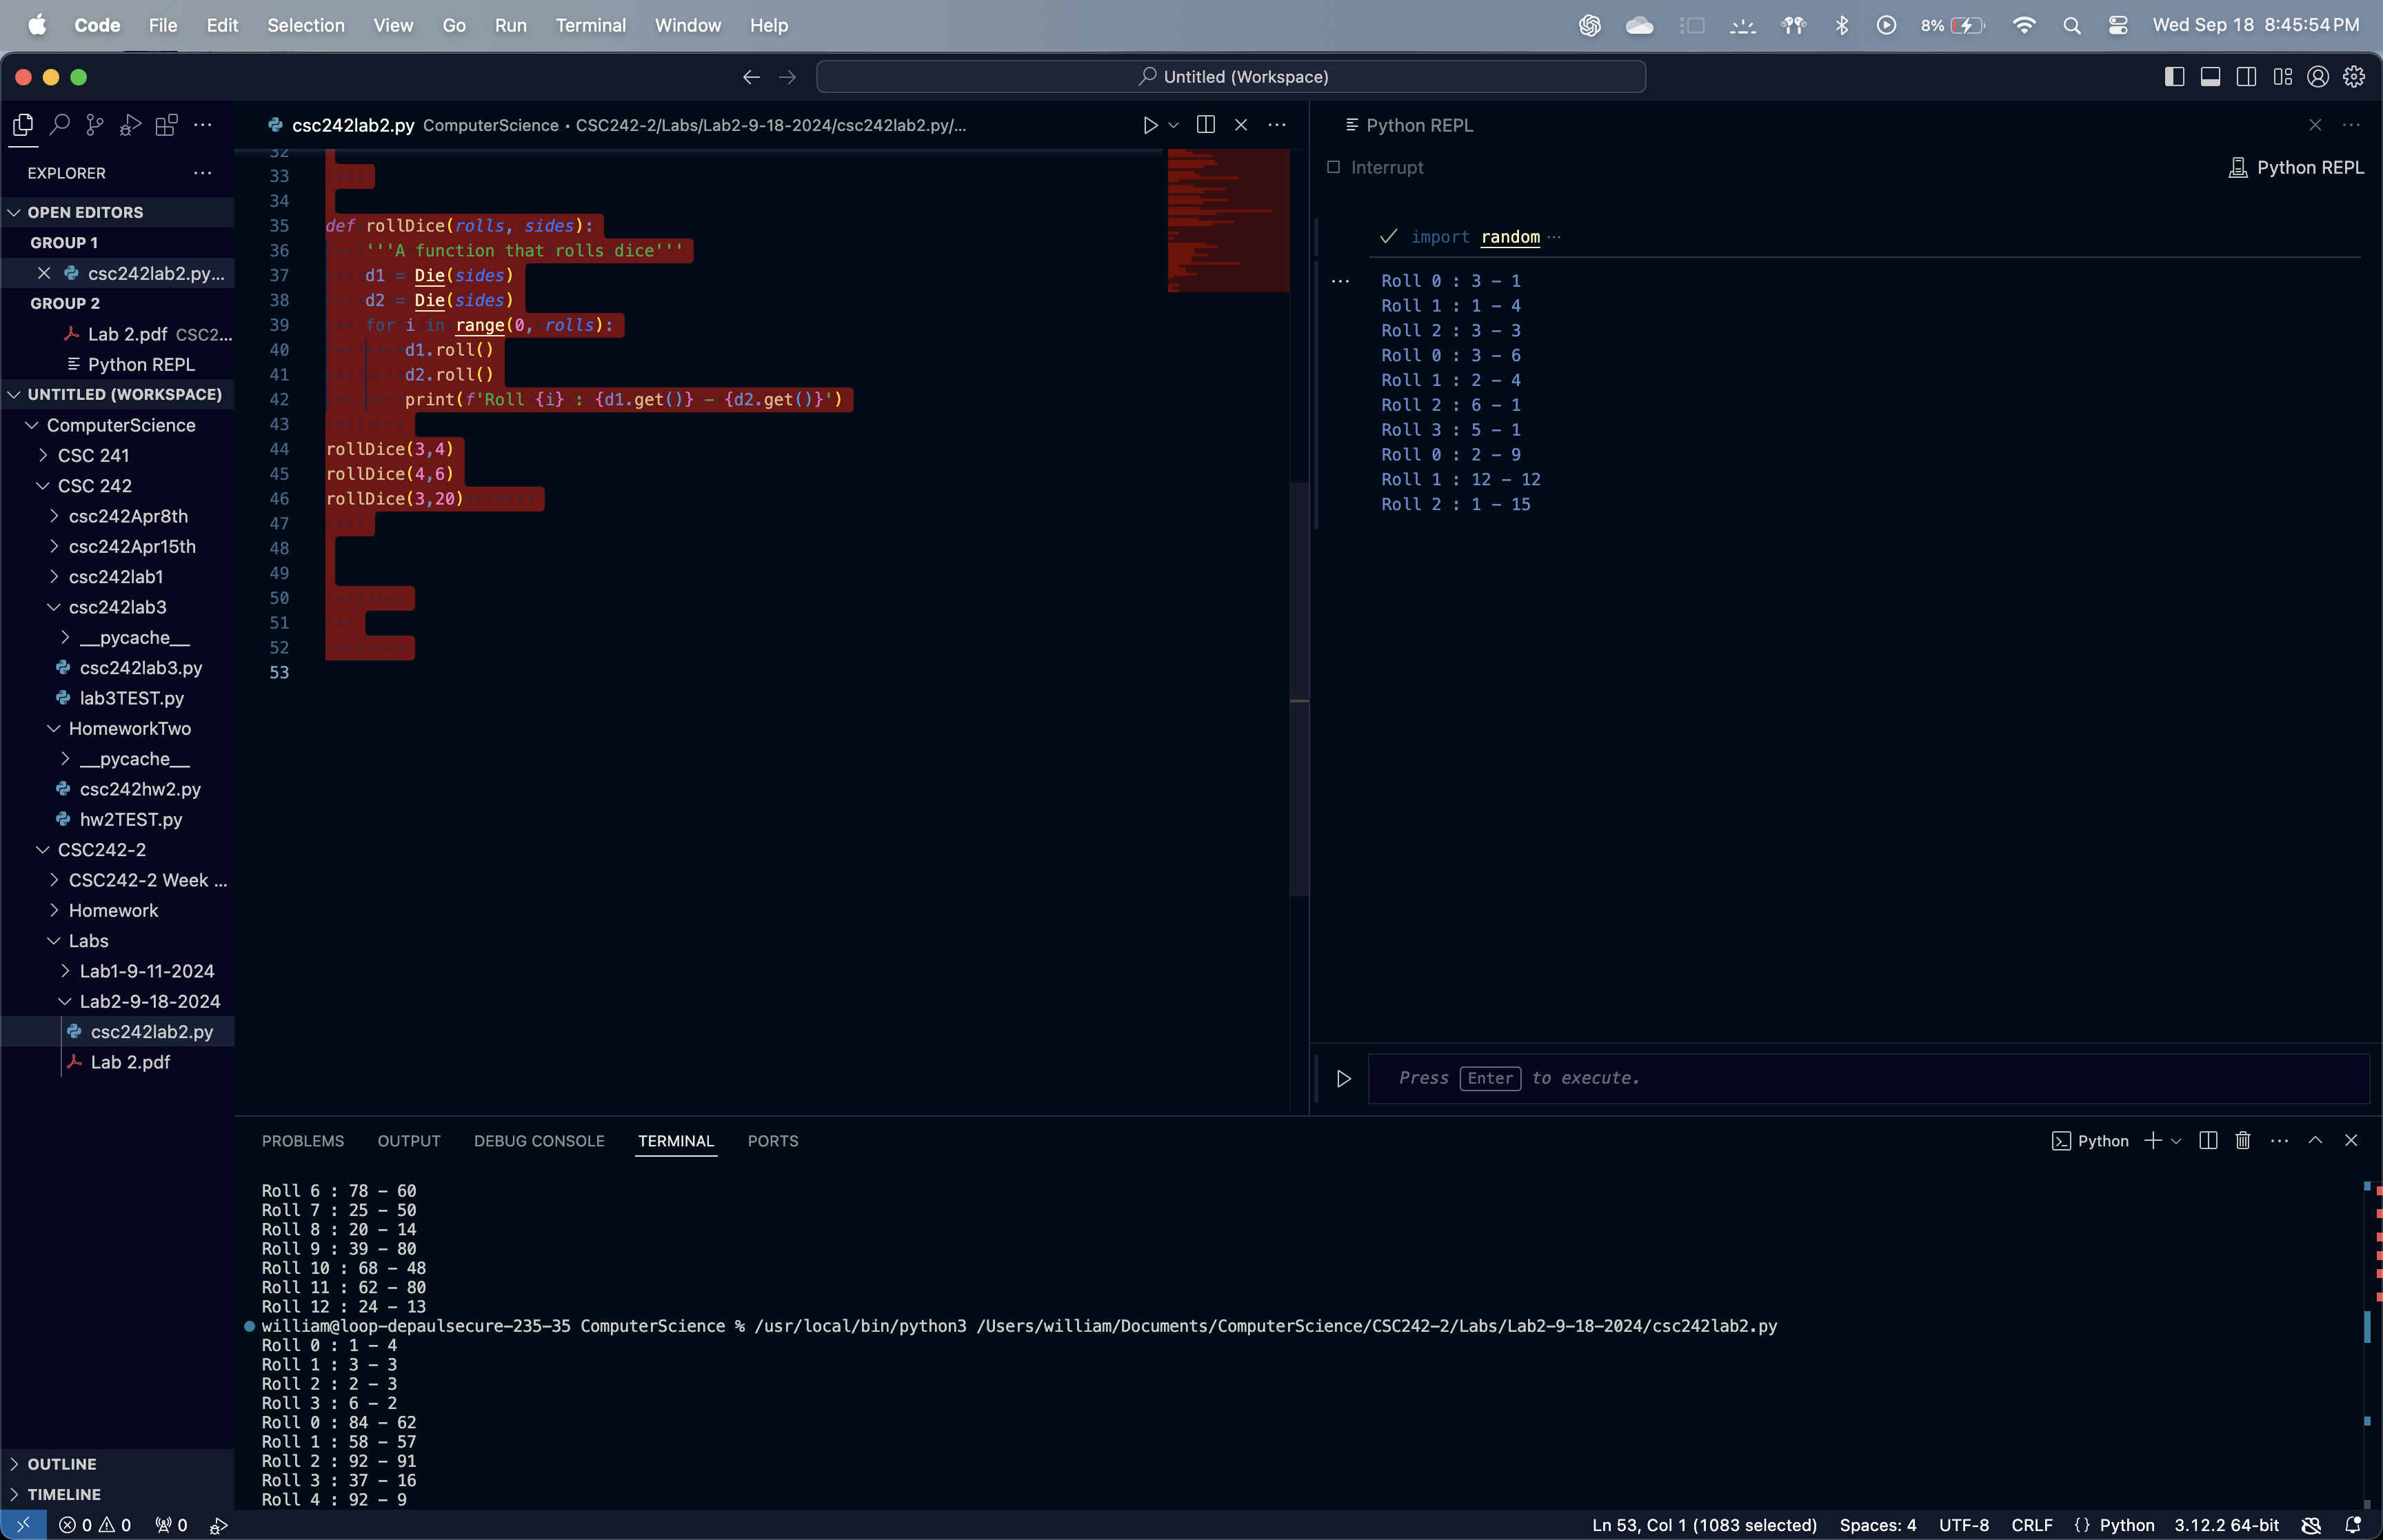 Code File Edit Selection View Go Run Terminal Window Help 8% Wed Sep 18 8:45:54 PM
Untitled (Workspace)
EXPLORER
OPEN EDITORS
GROUP 1
csc242lab2.py...
GROUP 2
Lab 2.pdf CSC2...
Python REPL
UNTITLED (WORKSPACE)
ComputerScience
CSC 241
CSC 242
csc242Apr8th
csc242Apr15th
csc242lab1
csc242lab3
__pycache__
csc242lab3.py
lab3TEST.py
HomeworkTwo
__pycache__
csc242hw2.py
hw2TEST.py
CSC242-2
CSC242-2 Week ...
Homework
Labs
Lab1-9-11-2024
Lab2-9-18-2024
csc242lab2.py
Lab 2.pdf
OUTLINE
TIMELINE
csc242lab2.py ComputerScience • CSC242-2/Labs/Lab2-9-18-2024/csc242lab2.py/...
32
33
34
35 def rollDice(rolls, sides):
36 '''A function that rolls dice'''
37 d1 = Die(sides)
38 d2 = Die(sides)
39 for i in range(0, rolls):
40 d1.roll()
41 d2.roll()
42 print(f'Roll {i} : {d1.get()} - {d2.get()}')
43
44 rollDice(3,4)
45 rollDice(4,6)
46 rollDice(3,20)
47
48
49
50
51
52
53
Python REPL
Interrupt Python REPL
import random ...
Roll 0 : 3 - 1
Roll 1 : 1 - 4
Roll 2 : 3 - 3
Roll 0 : 3 - 6
Roll 1 : 2 - 4
Roll 2 : 6 - 1
Roll 3 : 5 - 1
Roll 0 : 2 - 9
Roll 1 : 12 - 12
Roll 2 : 1 - 15
Press Enter to execute.
PROBLEMS OUTPUT DEBUG CONSOLE TERMINAL PORTS Python
Roll 6 : 78 - 60
Roll 7 : 25 - 50
Roll 8 : 20 - 14
Roll 9 : 39 - 80
Roll 10 : 68 - 48
Roll 11 : 62 - 80
Roll 12 : 24 - 13
william@loop-depaulsecure-235-35 ComputerScience % /usr/local/bin/python3 /Users/william/Documents/ComputerScience/CSC242-2/Labs/Lab2-9-18-2024/csc242lab2.py
Roll 0 : 1 - 4
Roll 1 : 3 - 3
Roll 2 : 2 - 3
Roll 3 : 6 - 2
Roll 0 : 84 - 62
Roll 1 : 58 - 57
Roll 2 : 92 - 91
Roll 3 : 37 - 16
Roll 4 : 92 - 9
0 0 0 Ln 53, Col 1 (1083 selected) Spaces: 4 UTF-8 CRLF {} Python 3.12.2 64-bit